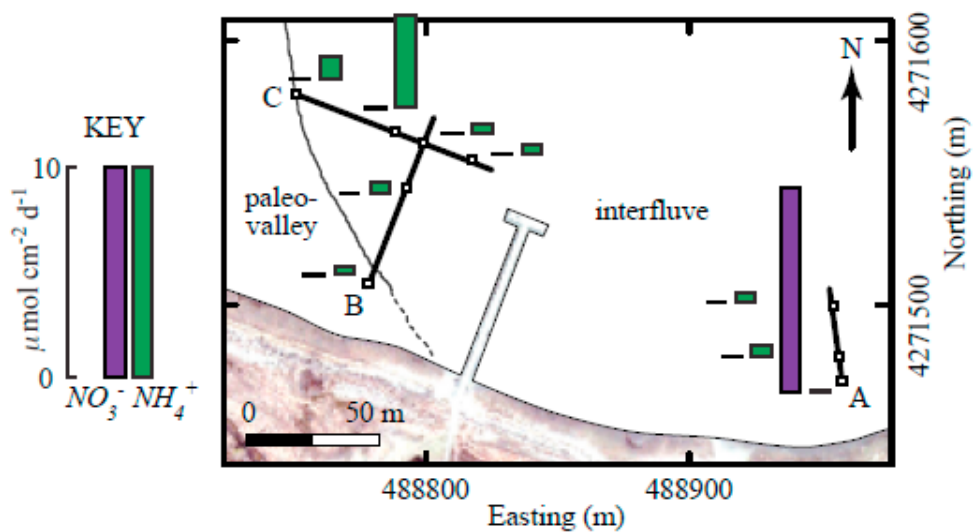 KEY
10
0
µmol cm⁻² d⁻¹
NO₃⁻ NH₄⁺
C
B
A
paleo-
valley
interfluve
N
0 50 m
4271600
4271500
Northing (m)
488800 488900
Easting (m)